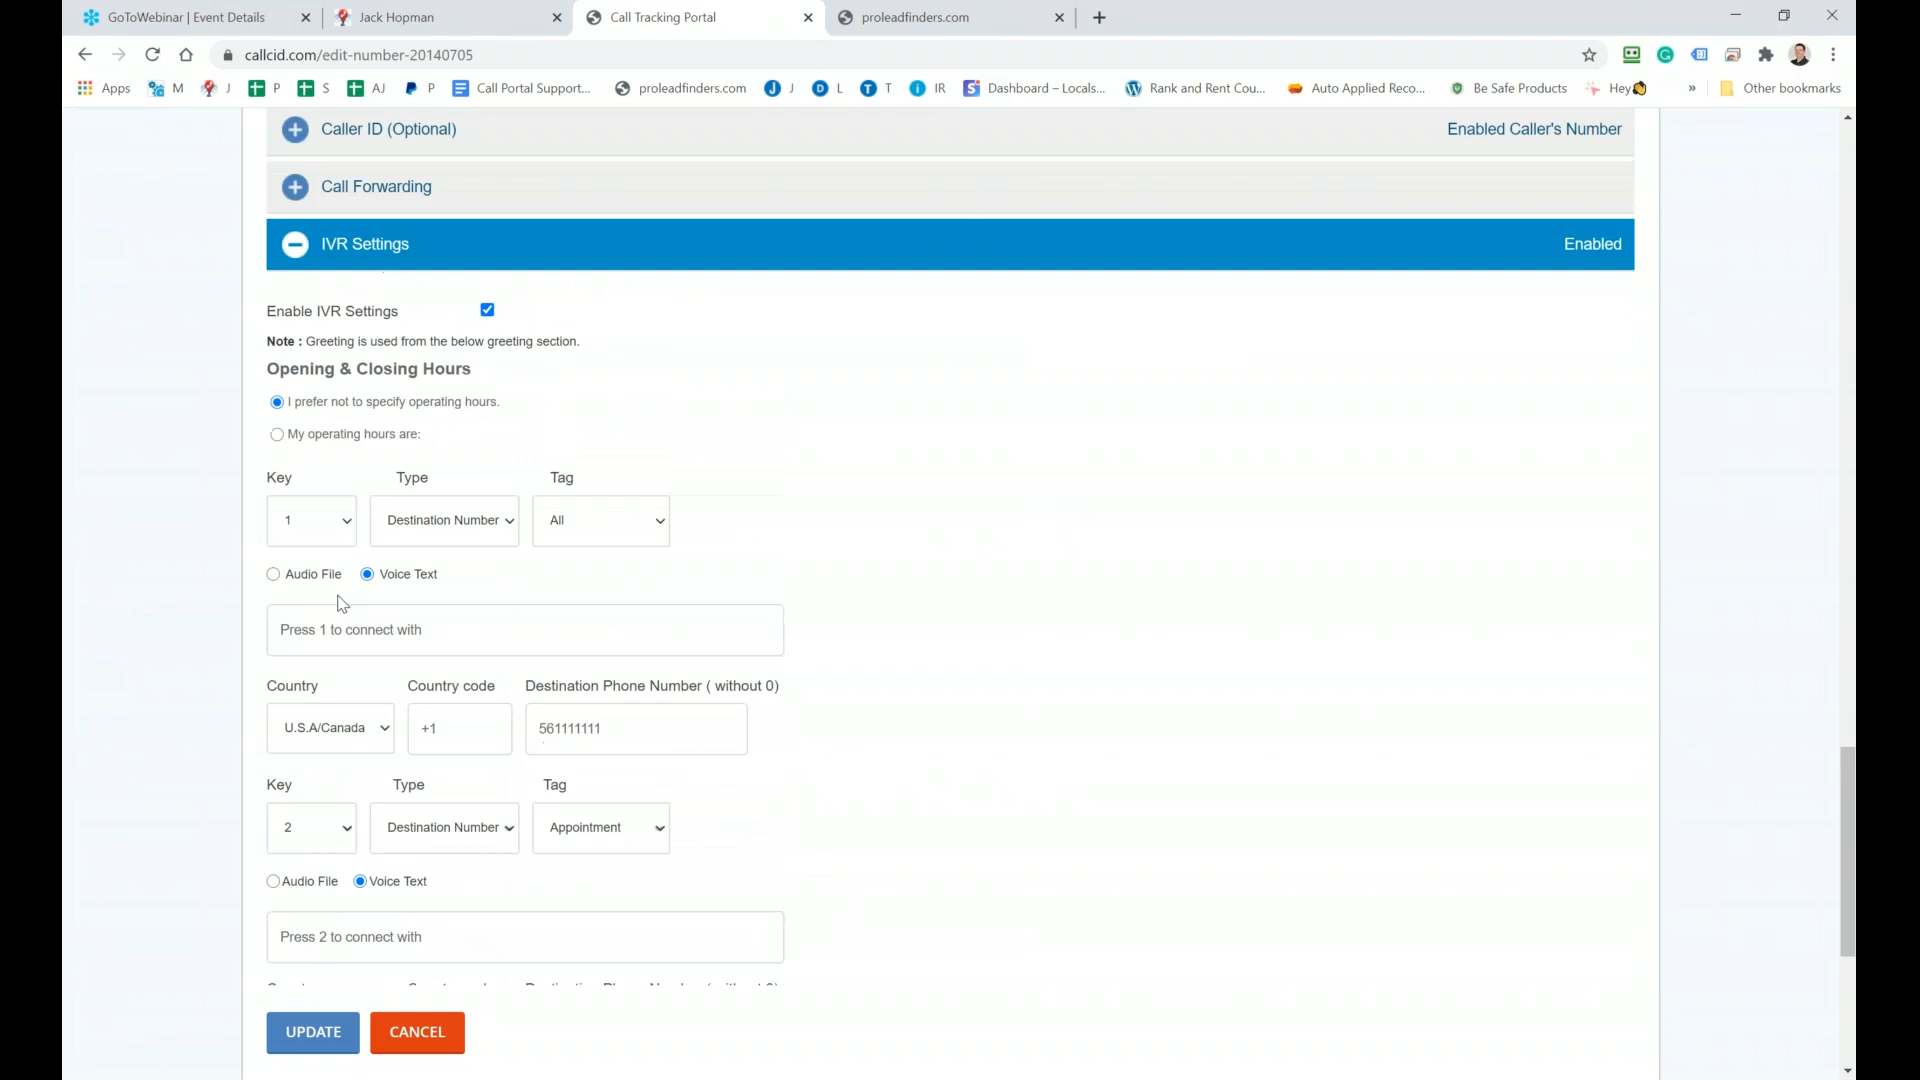 GoToWebinar | Event Details
Jack Hopman
Call Tracking Portal
proleadfinders.com
callcid.com/edit-number-20140705
Apps M J P S AJ P Call Portal Support... proleadfinders.com J J D L T T i IR Dashboard – Locals... Rank and Rent Cou... Auto Applied Reco... Be Safe Products Hey » Other bookmarks
Caller ID (Optional) Enabled Caller's Number
Call Forwarding
IVR Settings Enabled
Enable IVR Settings
Note : Greeting is used from the below greeting section.
Opening & Closing Hours
I prefer not to specify operating hours.
My operating hours are:
Key Type Tag
1 Destination Number All
Audio File Voice Text
Press 1 to connect with
Country Country code Destination Phone Number ( without 0)
U.S.A/Canada +1 561111111
Key Type Tag
2 Destination Number Appointment
Audio File Voice Text
Press 2 to connect with
UPDATE CANCEL